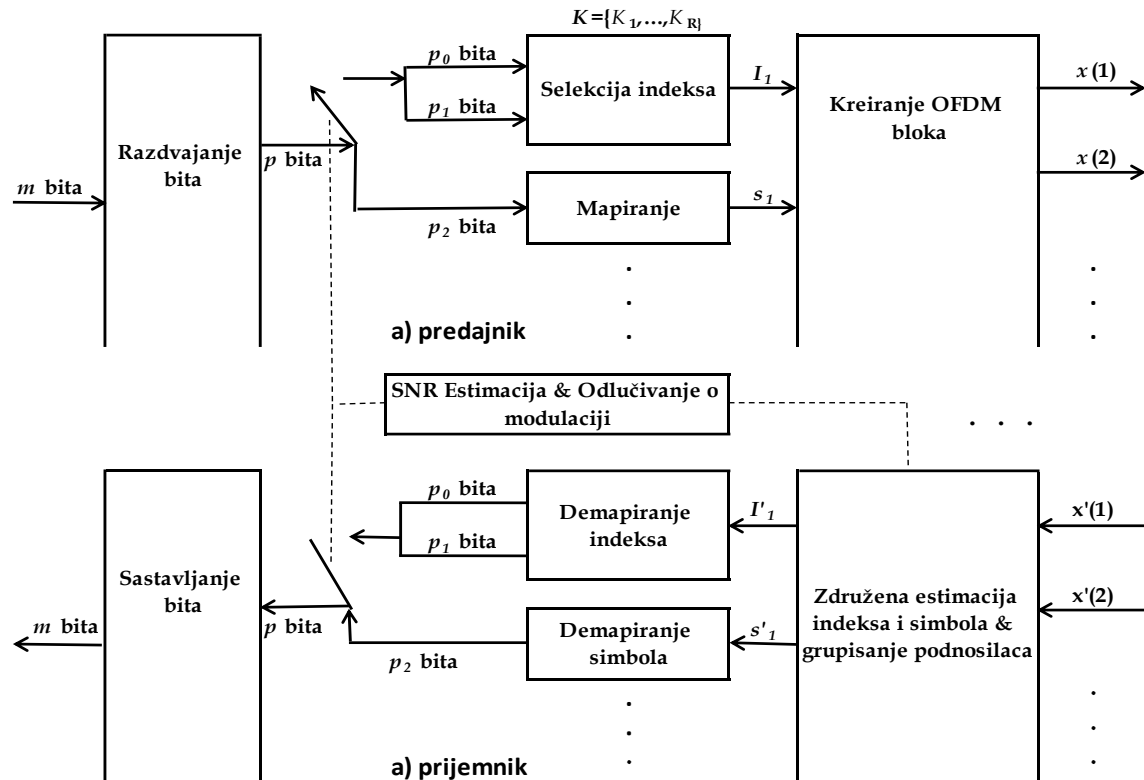 K={K1,...,KR}
p0 bita
p1 bita
Selekcija indeksa
I1
Kreiranje OFDM
bloka
x(1)
x(2)
Razdvajanje
bita
m bita
p bita
p2 bita
Mapiranje
s1
a) predajnik
SNR Estimacija & Odlučivanje o
modulaciji
Sastavljanje
bita
m bita
p bita
p0 bita
p1 bita
p2 bita
Demapiranje
indeksa
Demapiranje
simbola
I'1
s'1
Združena estimacija
indeksa i simbola &
grupisanje podnosilaca
x'(1)
x'(2)
a) prijemnik